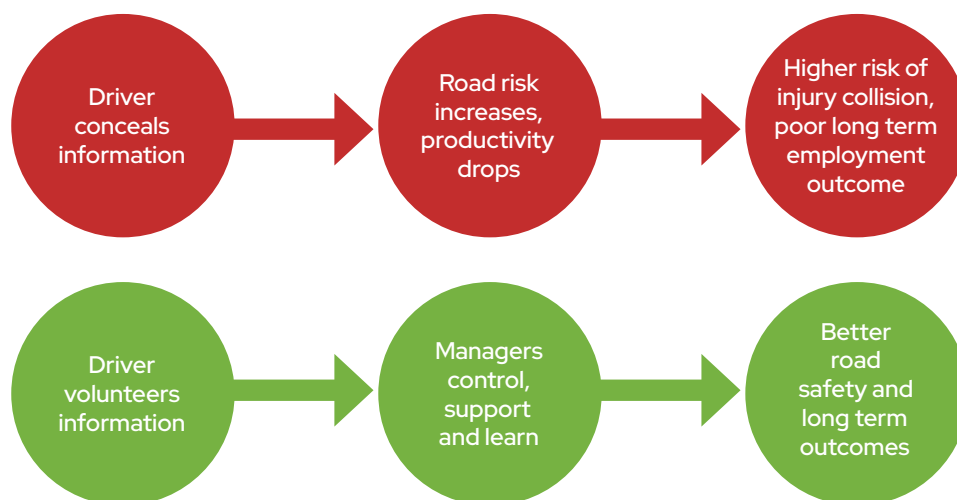 Driver
conceals
information
Road risk
increases,
productivity
drops
Higher risk of
injury collision,
poor long term
employment
outcome
Driver
volunteers
information
Managers
control,
support
and learn
Better
road
safety and
long term
outcomes